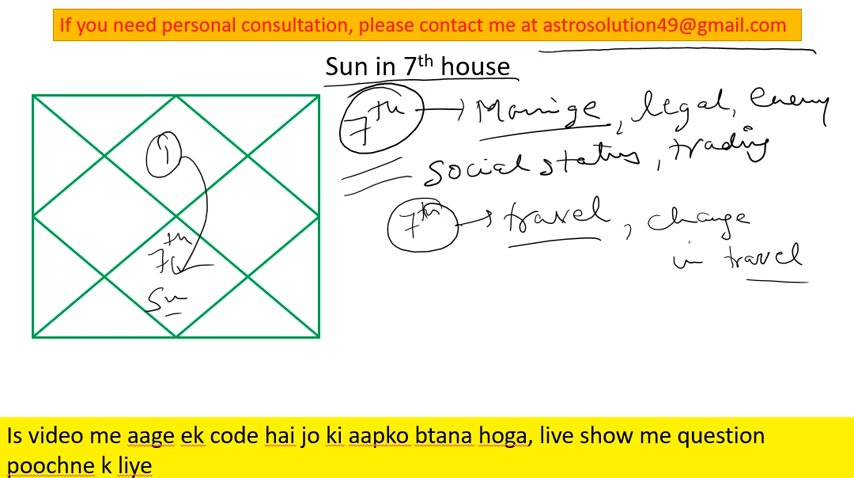 If you need personal consultation, please contact me at astrosolution49@gmail.com
Sun in 7th house
7th → Marrige, legal, enemy
social status, trading
7th → travel, change
in travel
1
7th
Sun
Is video me aage ek code hai jo ki aapko btana hoga, live show me question
poochne k liye